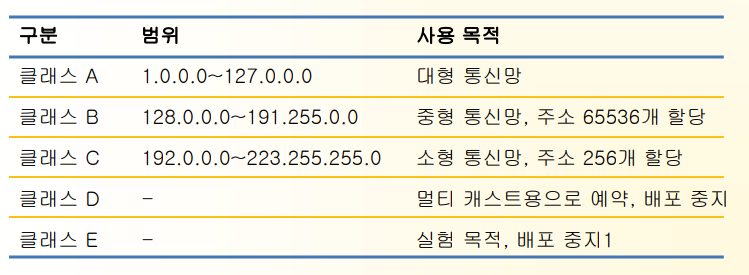 구분 범위 사용 목적
클래스 A 1.0.0.0~127.0.0.0 대형 통신망
클래스 B 128.0.0.0~191.255.0.0 중형 통신망, 주소 65536개 할당
클래스 C 192.0.0.0~223.255.255.0 소형 통신망, 주소 256개 할당
클래스 D - 멀티 캐스트용으로 예약, 배포 중지
클래스 E - 실험 목적, 배포 중지1